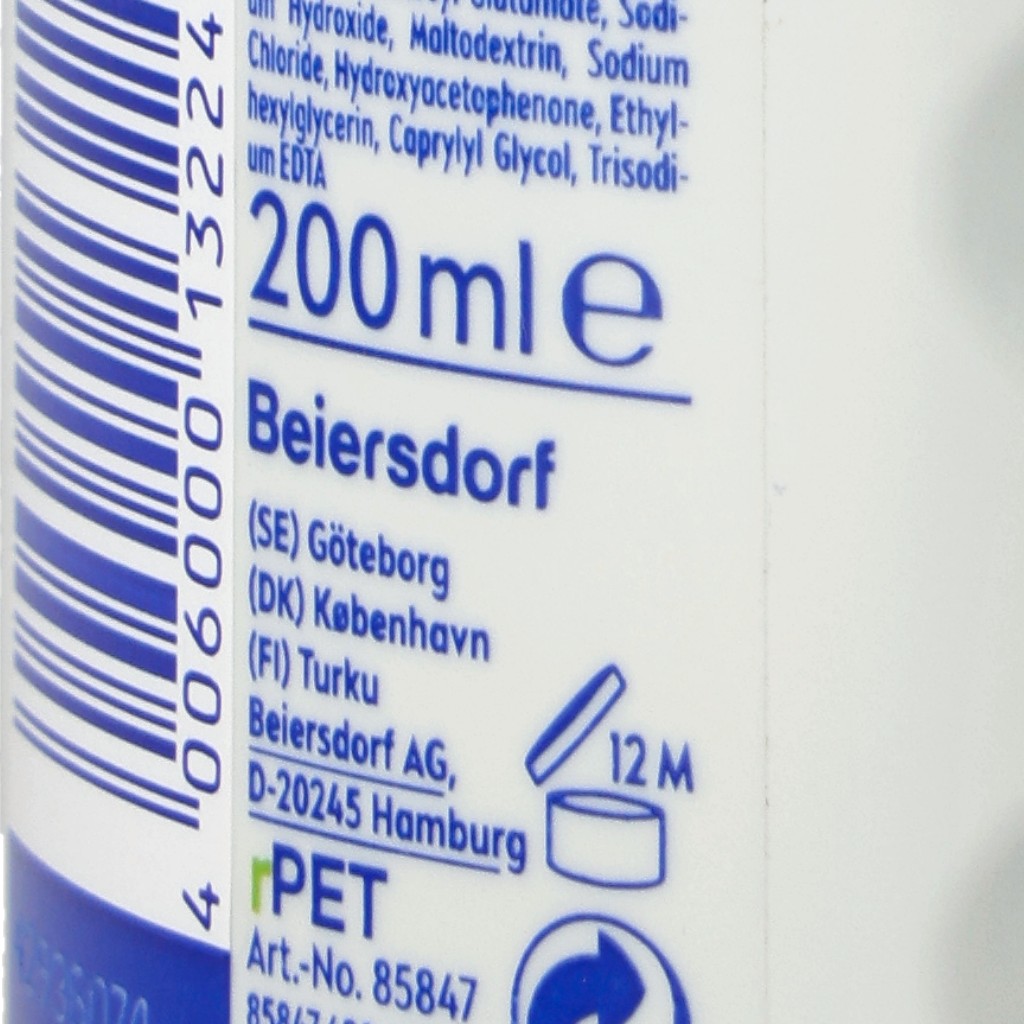 Glutamate, Sodi-
um Hydroxide, Maltodextrin, Sodium
Chloride, Hydroxyacetophenone, Ethyl-
hexylglycerin, Caprylyl Glycol, Trisodi-
um EDTA
200 ml e
Beiersdorf
(SE) Göteborg
(DK) København
(FI) Turku
Beiersdorf AG,
D-20245 Hamburg
12 M
rPET
Art.-No. 85847
4 006000 13224